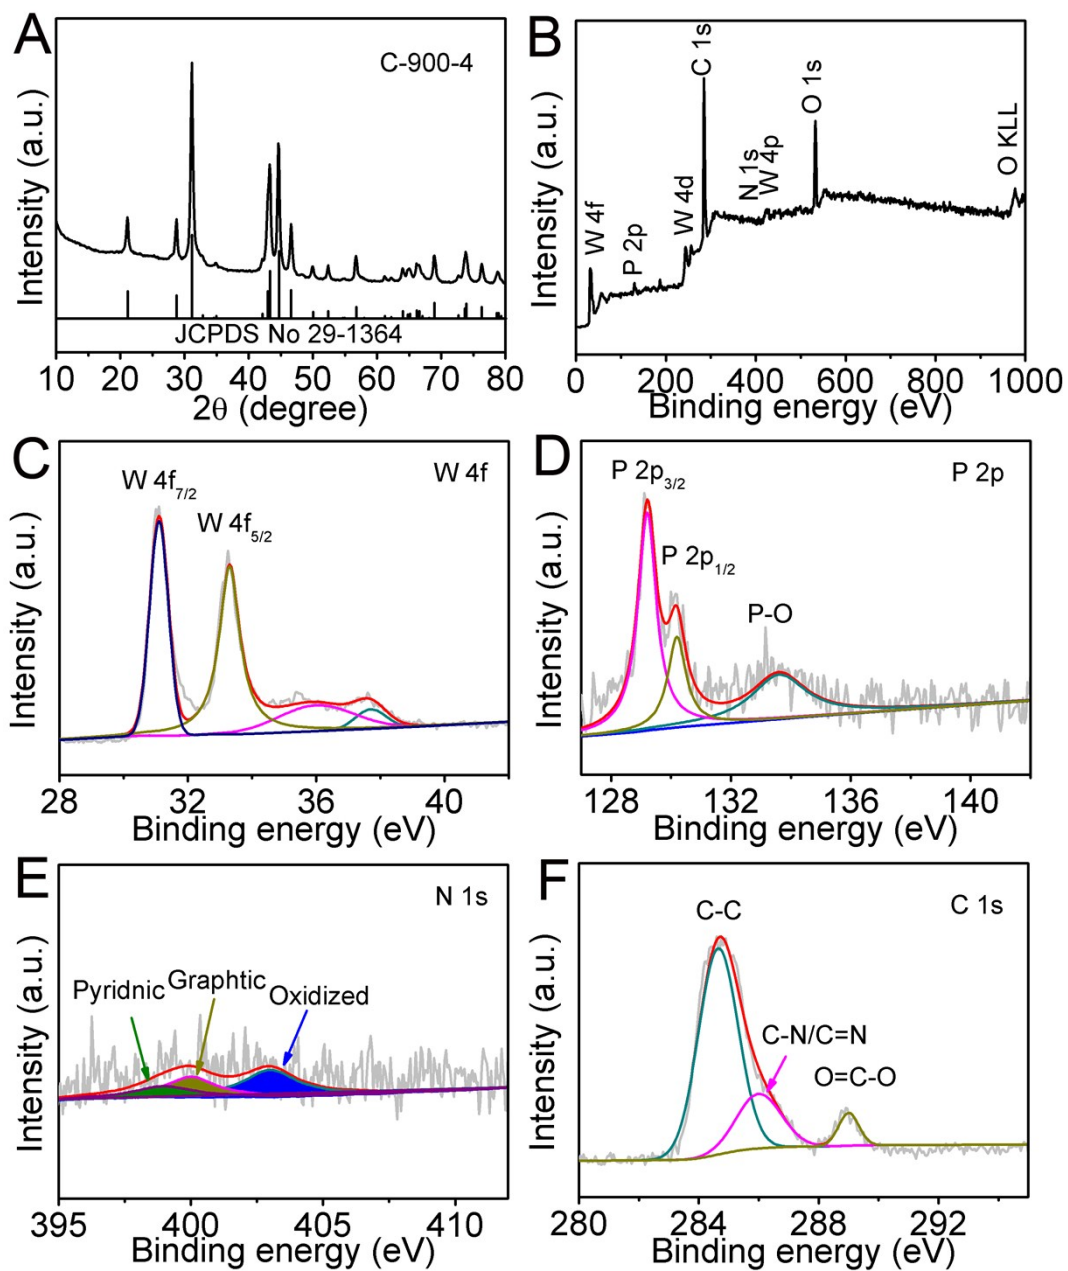 A
C-900-4
Intensity (a.u.)
JCPDS No 29-1364
10 20 30 40 50 60 70 80
2θ (degree)
B
C 1s
O 1s
O KLL
N 1s
W 4p
W 4d
W 4f
P 2p
Intensity (a.u.)
0 200 400 600 800 1000
Binding energy (eV)
C
W 4f
W 4f7/2
W 4f5/2
Intensity (a.u.)
28 32 36 40
Binding energy (eV)
D
P 2p
P 2p3/2
P 2p1/2
P-O
Intensity (a.u.)
128 132 136 140
Binding energy (eV)
E
N 1s
Pyridnic
Graphtic
Oxidized
Intensity (a.u.)
395 400 405 410
Binding energy (eV)
F
C 1s
C-C
C-N/C=N
O=C-O
Intensity (a.u.)
280 284 288 292
Binding energy (eV)